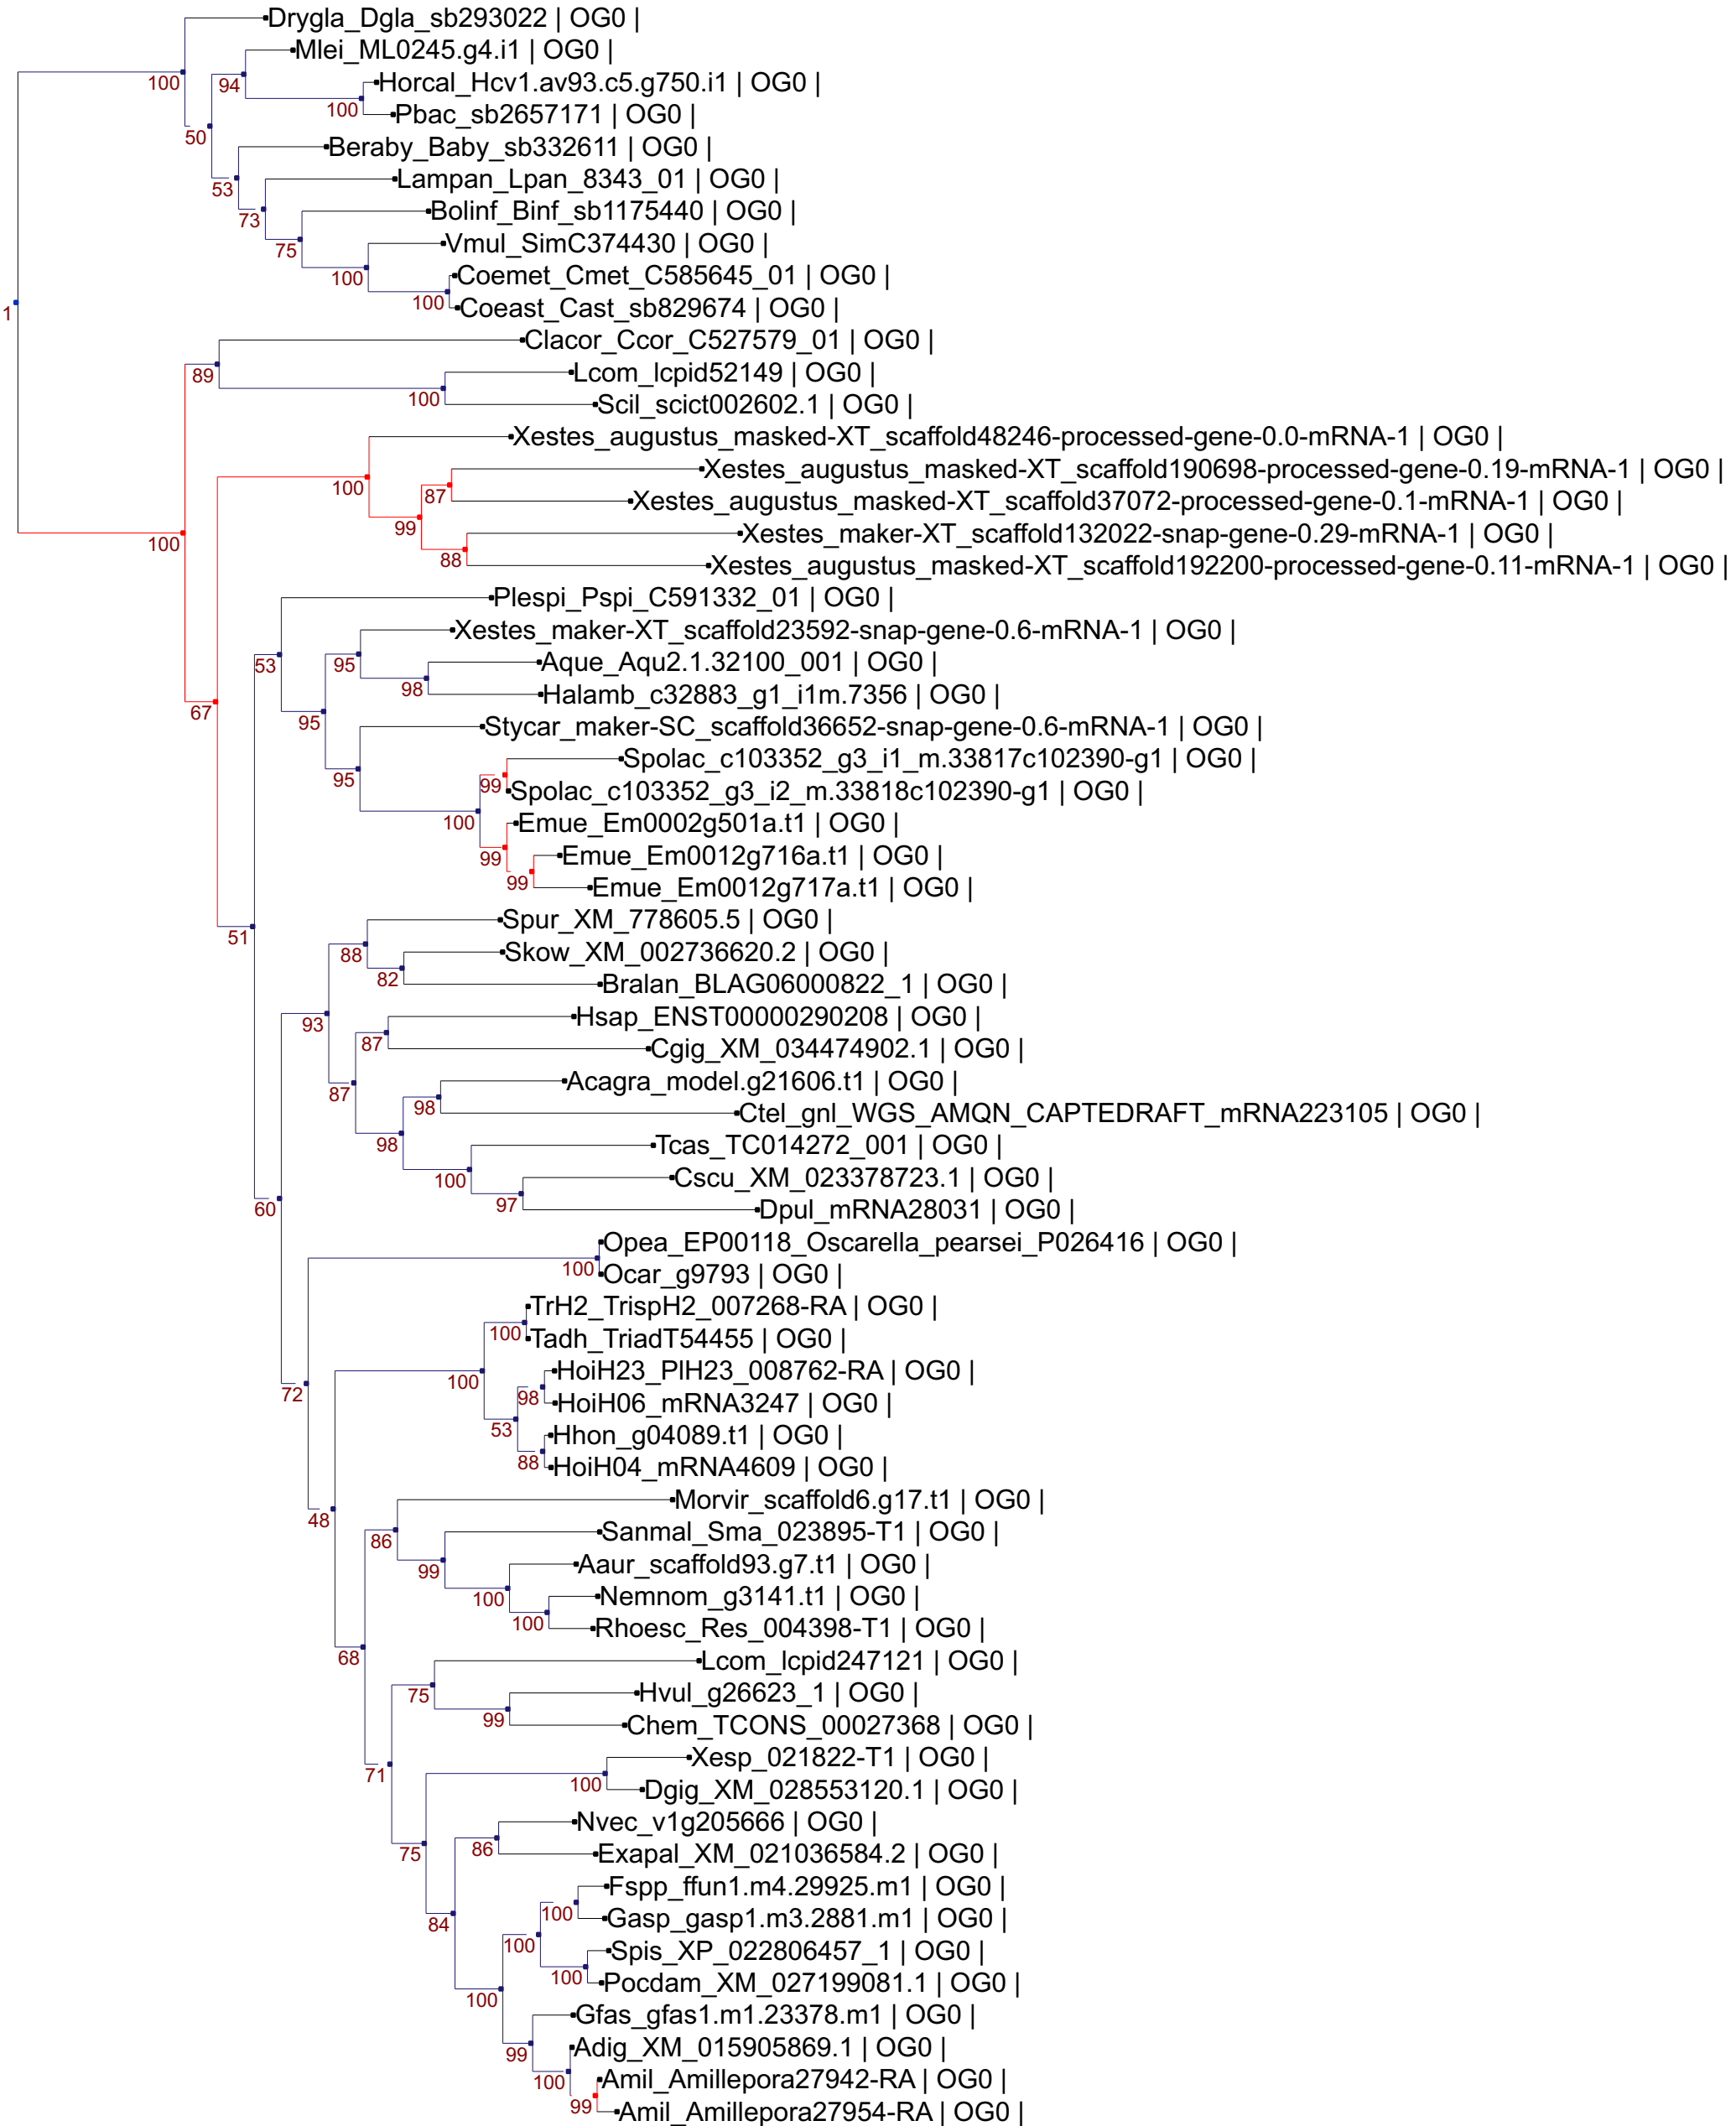 Drygla_Dgla_sb293022 | OG0 |
Mlei_ML0245.g4.i1 | OG0 |
100
94
Horcal_Hcv1.av93.c5.g750.i1 | OG0 |
100
Pbac_sb2657171 | OG0 |
50
Beraby_Baby_sb332611 | OG0 |
Lampan_Lpan_8343_01 | OG0 |
53
Bolinf_Binf_sb1175440 | OG0 |
73
Vmul_SimC374430 | OG0 |
75
Coemet_Cmet_C585645_01 | OG0 |
100
Coeast_Cast_sb829674 | OG0 |
100
1
Clacor_Ccor_C527579_01 | OG0 |
Lcom_lcpid52149 | OG0 |
89
Scil_scict002602.1 | OG0 |
100
Xestes_augustus_masked-XT_scaffold48246-processed-gene-0.0-mRNA-1 | OG0 |
Xestes_augustus_masked-XT_scaffold190698-processed-gene-0.19-mRNA-1 | OG0 |
100
87
Xestes_augustus_masked-XT_scaffold37072-processed-gene-0.1-mRNA-1 | OG0 |
99
Xestes_maker-XT_scaffold132022-snap-gene-0.29-mRNA-1 | OG0 |
100
88
Xestes_augustus_masked-XT_scaffold192200-processed-gene-0.11-mRNA-1 | OG0 |
Plespi_Pspi_C591332_01 | OG0 |
Xestes_maker-XT_scaffold23592-snap-gene-0.6-mRNA-1 | OG0 |
53
95
Aque_Aqu2.1.32100_001 | OG0 |
98
Halamb_c32883_g1_i1m.7356 | OG0 |
67
95
Stycar_maker-SC_scaffold36652-snap-gene-0.6-mRNA-1 | OG0 |
Spolac_c103352_g3_i1_m.33817c102390-g1 | OG0 |
95
99
Spolac_c103352_g3_i2_m.33818c102390-g1 | OG0 |
100
Emue_Em0002g501a.t1 | OG0 |
99
Emue_Em0012g716a.t1 | OG0 |
99
Emue_Em0012g717a.t1 | OG0 |
Spur_XM_778605.5 | OG0 |
51
88
Skow_XM_002736620.2 | OG0 |
82
Bralan_BLAG06000822_1 | OG0 |
93
Hsap_ENST00000290208 | OG0 |
87
Cgig_XM_034474902.1 | OG0 |
87
Acagra_model.g21606.t1 | OG0 |
98
Ctel_gnl_WGS_AMQN_CAPTEDRAFT_mRNA223105 | OG0 |
98
Tcas_TC014272_001 | OG0 |
100
Cscu_XM_023378723.1 | OG0 |
97
Dpul_mRNA28031 | OG0 |
60
Opea_EP00118_Oscarella_pearsei_P026416 | OG0 |
100
Ocar_g9793 | OG0 |
TrH2_TrispH2_007268-RA | OG0 |
100
Tadh_TriadT54455 | OG0 |
HoiH23_PlH23_008762-RA | OG0 |
100
72
98
HoiH06_mRNA3247 | OG0 |
53
Hhon_g04089.t1 | OG0 |
88
HoiH04_mRNA4609 | OG0 |
Morvir_scaffold6.g17.t1 | OG0 |
48
86
Sanmal_Sma_023895-T1 | OG0 |
99
Aaur_scaffold93.g7.t1 | OG0 |
100
Nemnom_g3141.t1 | OG0 |
100
Rhoesc_Res_004398-T1 | OG0 |
68
Lcom_lcpid247121 | OG0 |
75
Hvul_g26623_1 | OG0 |
99
Chem_TCONS_00027368 | OG0 |
Xesp_021822-T1 | OG0 |
71
100
Dgig_XM_028553120.1 | OG0 |
Nvec_v1g205666 | OG0 |
75
86
Exapal_XM_021036584.2 | OG0 |
Fspp_ffun1.m4.29925.m1 | OG0 |
100
Gasp_gasp1.m3.2881.m1 | OG0 |
84
100
Spis_XP_022806457_1 | OG0 |
100
Pocdam_XM_027199081.1 | OG0 |
100
Gfas_gfas1.m1.23378.m1 | OG0 |
99
Adig_XM_015905869.1 | OG0 |
100
Amil_Amillepora27942-RA | OG0 |
99
Amil_Amillepora27954-RA | OG0 |